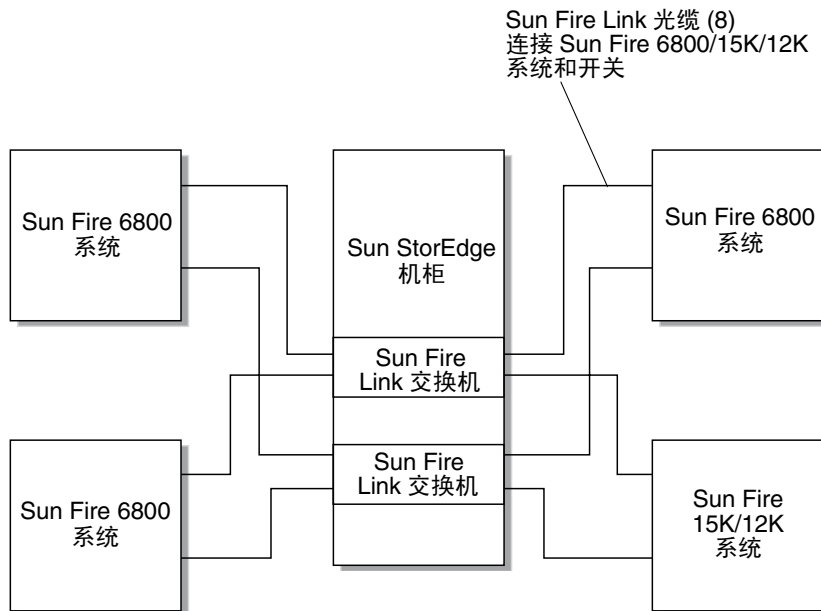 Sun Fire Link 光缆 (8)
连接 Sun Fire 6800/15K/12K
系统和开关
Sun Fire 6800
系统
Sun StorEdge
机柜
Sun Fire 6800
系统
Sun Fire
Link 交换机
Sun Fire
Link 交换机
Sun Fire 6800
系统
Sun Fire
15K/12K
系统